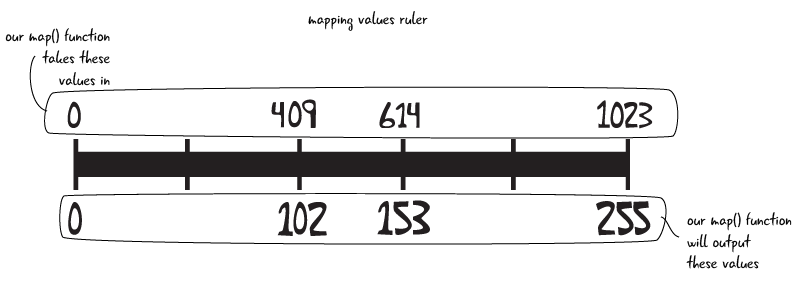 mapping values ruler
our map() function
takes these
values in
0 409 614 1023
0 102 153 255
our map() function
will output
these values